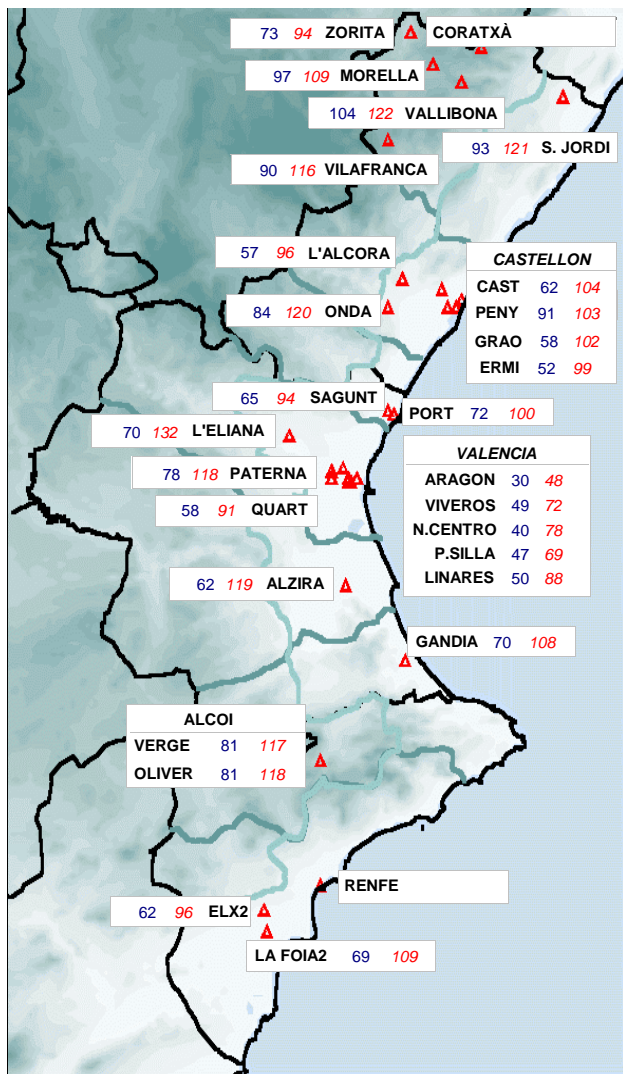 73 94 ZORITA
CORATXÀ
97 109 MORELLA
104 122 VALLIBONA
93 121 S. JORDI
90 116 VILAFRANCA
57 96 L'ALCORA
CASTELLON
CAST 62 104
PENY 91 103
GRAO 58 102
ERMI 52 99
84 120 ONDA
65 94 SAGUNT
PORT 72 100
70 132 L'ELIANA
78 118 PATERNA
58 91 QUART
VALENCIA
ARAGON 30 48
VIVEROS 49 72
N.CENTRO 40 78
P.SILLA 47 69
LINARES 50 88
62 119 ALZIRA
GANDIA 70 108
ALCOI
VERGE 81 117
OLIVER 81 118
RENFE
62 96 ELX2
LA FOIA2 69 109